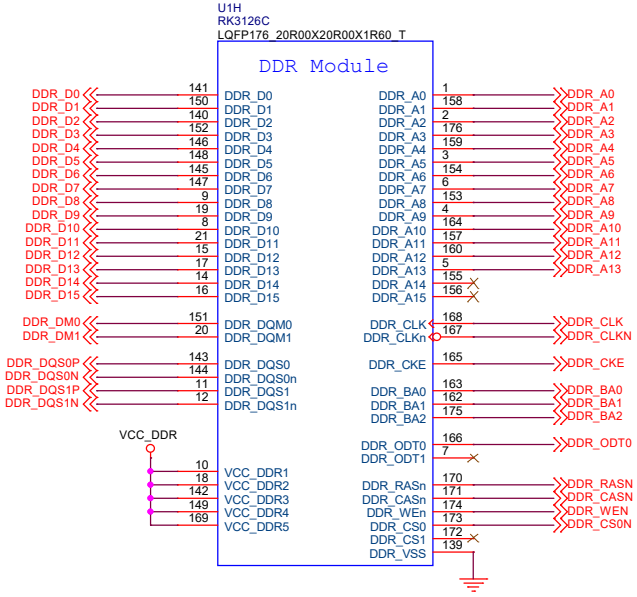 U1H
RK3126C
LQFP176_20R00X20R00X1R60_T
DDR Module
DDR_D0 141 DDR_D0 DDR_A0 1 DDR_A0
DDR_D1 150 DDR_D1 DDR_A1 158 DDR_A1
DDR_D2 140 DDR_D2 DDR_A2 2 DDR_A2
DDR_D3 152 DDR_D3 DDR_A3 176 DDR_A3
DDR_D4 146 DDR_D4 DDR_A4 159 DDR_A4
DDR_D5 148 DDR_D5 DDR_A5 3 DDR_A5
DDR_D6 145 DDR_D6 DDR_A6 154 DDR_A6
DDR_D7 147 DDR_D7 DDR_A7 6 DDR_A7
DDR_D8 9 DDR_D8 DDR_A8 153 DDR_A8
DDR_D9 19 DDR_D9 DDR_A9 4 DDR_A9
DDR_D10 8 DDR_D10 DDR_A10 164 DDR_A10
DDR_D11 21 DDR_D11 DDR_A11 157 DDR_A11
DDR_D12 15 DDR_D12 DDR_A12 160 DDR_A12
DDR_D13 17 DDR_D13 DDR_A13 5 DDR_A13
DDR_D14 14 DDR_D14 DDR_A14 155
DDR_D15 16 DDR_D15 DDR_A15 156
DDR_DM0 151 DDR_DQM0 DDR_CLK 168 DDR_CLK
DDR_DM1 20 DDR_DQM1 DDR_CLKn 167 DDR_CLKN
DDR_DQS0P 143 DDR_DQS0 DDR_CKE 165 DDR_CKE
DDR_DQS0N 144 DDR_DQS0n
DDR_DQS1P 11 DDR_DQS1 DDR_BA0 163 DDR_BA0
DDR_DQS1N 12 DDR_DQS1n DDR_BA1 162 DDR_BA1
DDR_BA2 175 DDR_BA2
VCC_DDR
DDR_ODT0 166 DDR_ODT0
DDR_ODT1 7
10 VCC_DDR1
18 VCC_DDR2 DDR_RASn 170 DDR_RASN
142 VCC_DDR3 DDR_CASn 171 DDR_CASN
149 VCC_DDR4 DDR_WEn 174 DDR_WEN
169 VCC_DDR5 DDR_CS0 173 DDR_CS0N
DDR_CS1 172
DDR_VSS 139